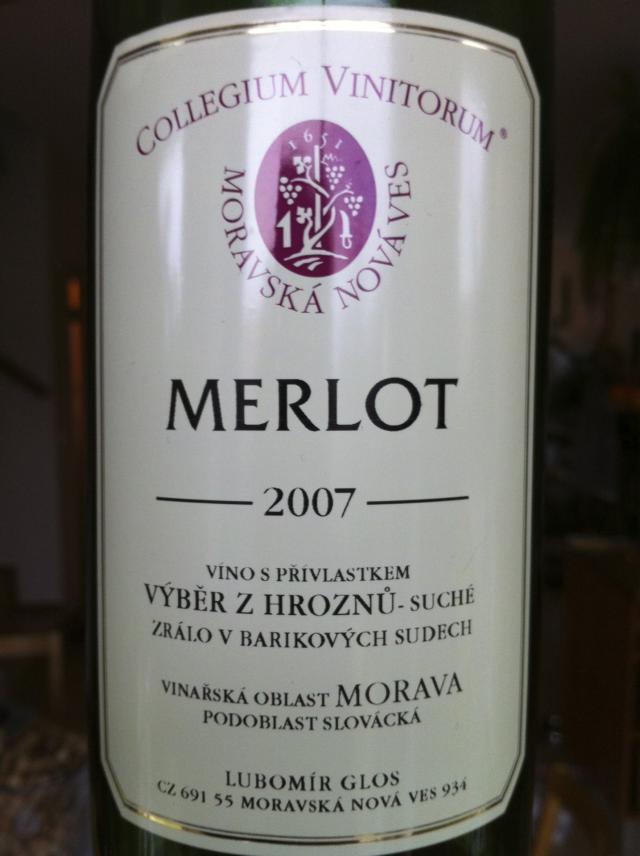 COLLEGIUM VINITORUM®
1651
MORAVSKÁ NOVÁ VES
MERLOT
2007
VÍNO S PŘÍVLASTKEM
VÝBĚR Z HROZNŮ - SUCHÉ
ZRÁLO V BARIKOVÝCH SUDECH
VINAŘSKÁ OBLAST MORAVA
PODOBLAST SLOVÁCKÁ
LUBOMÍR GLOS
CZ 691 55 MORAVSKÁ NOVÁ VES 934